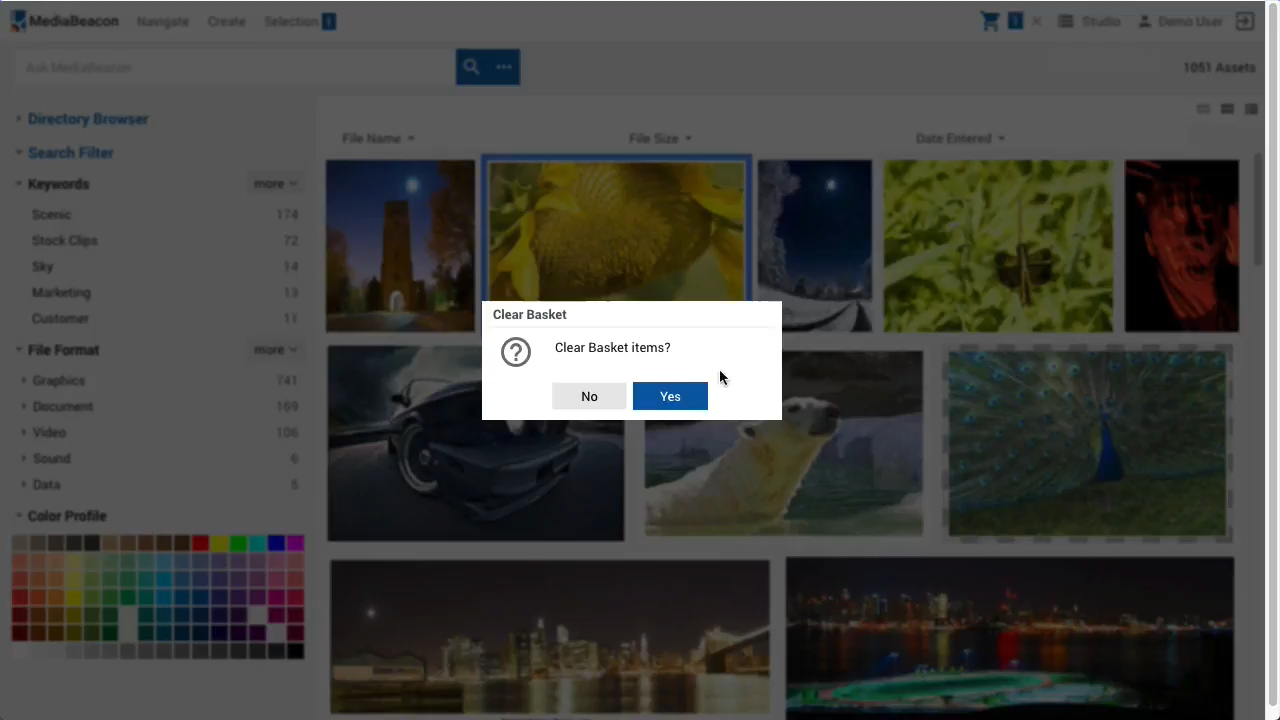 MediaBeacon Navigate Create Selection 1 1 Studio Demo User
Ask MediaBeacon 1051 Assets
Directory Browser
File Name File Size Date Entered
Search Filter
Keywords more
Scenic 174
Stock Clips 72
Sky 14
Marketing 13
Customer 11
File Format more
Graphics 741
Document 169
Video 106
Sound 6
Data 5
Color Profile
Clear Basket
Clear Basket items?
No Yes